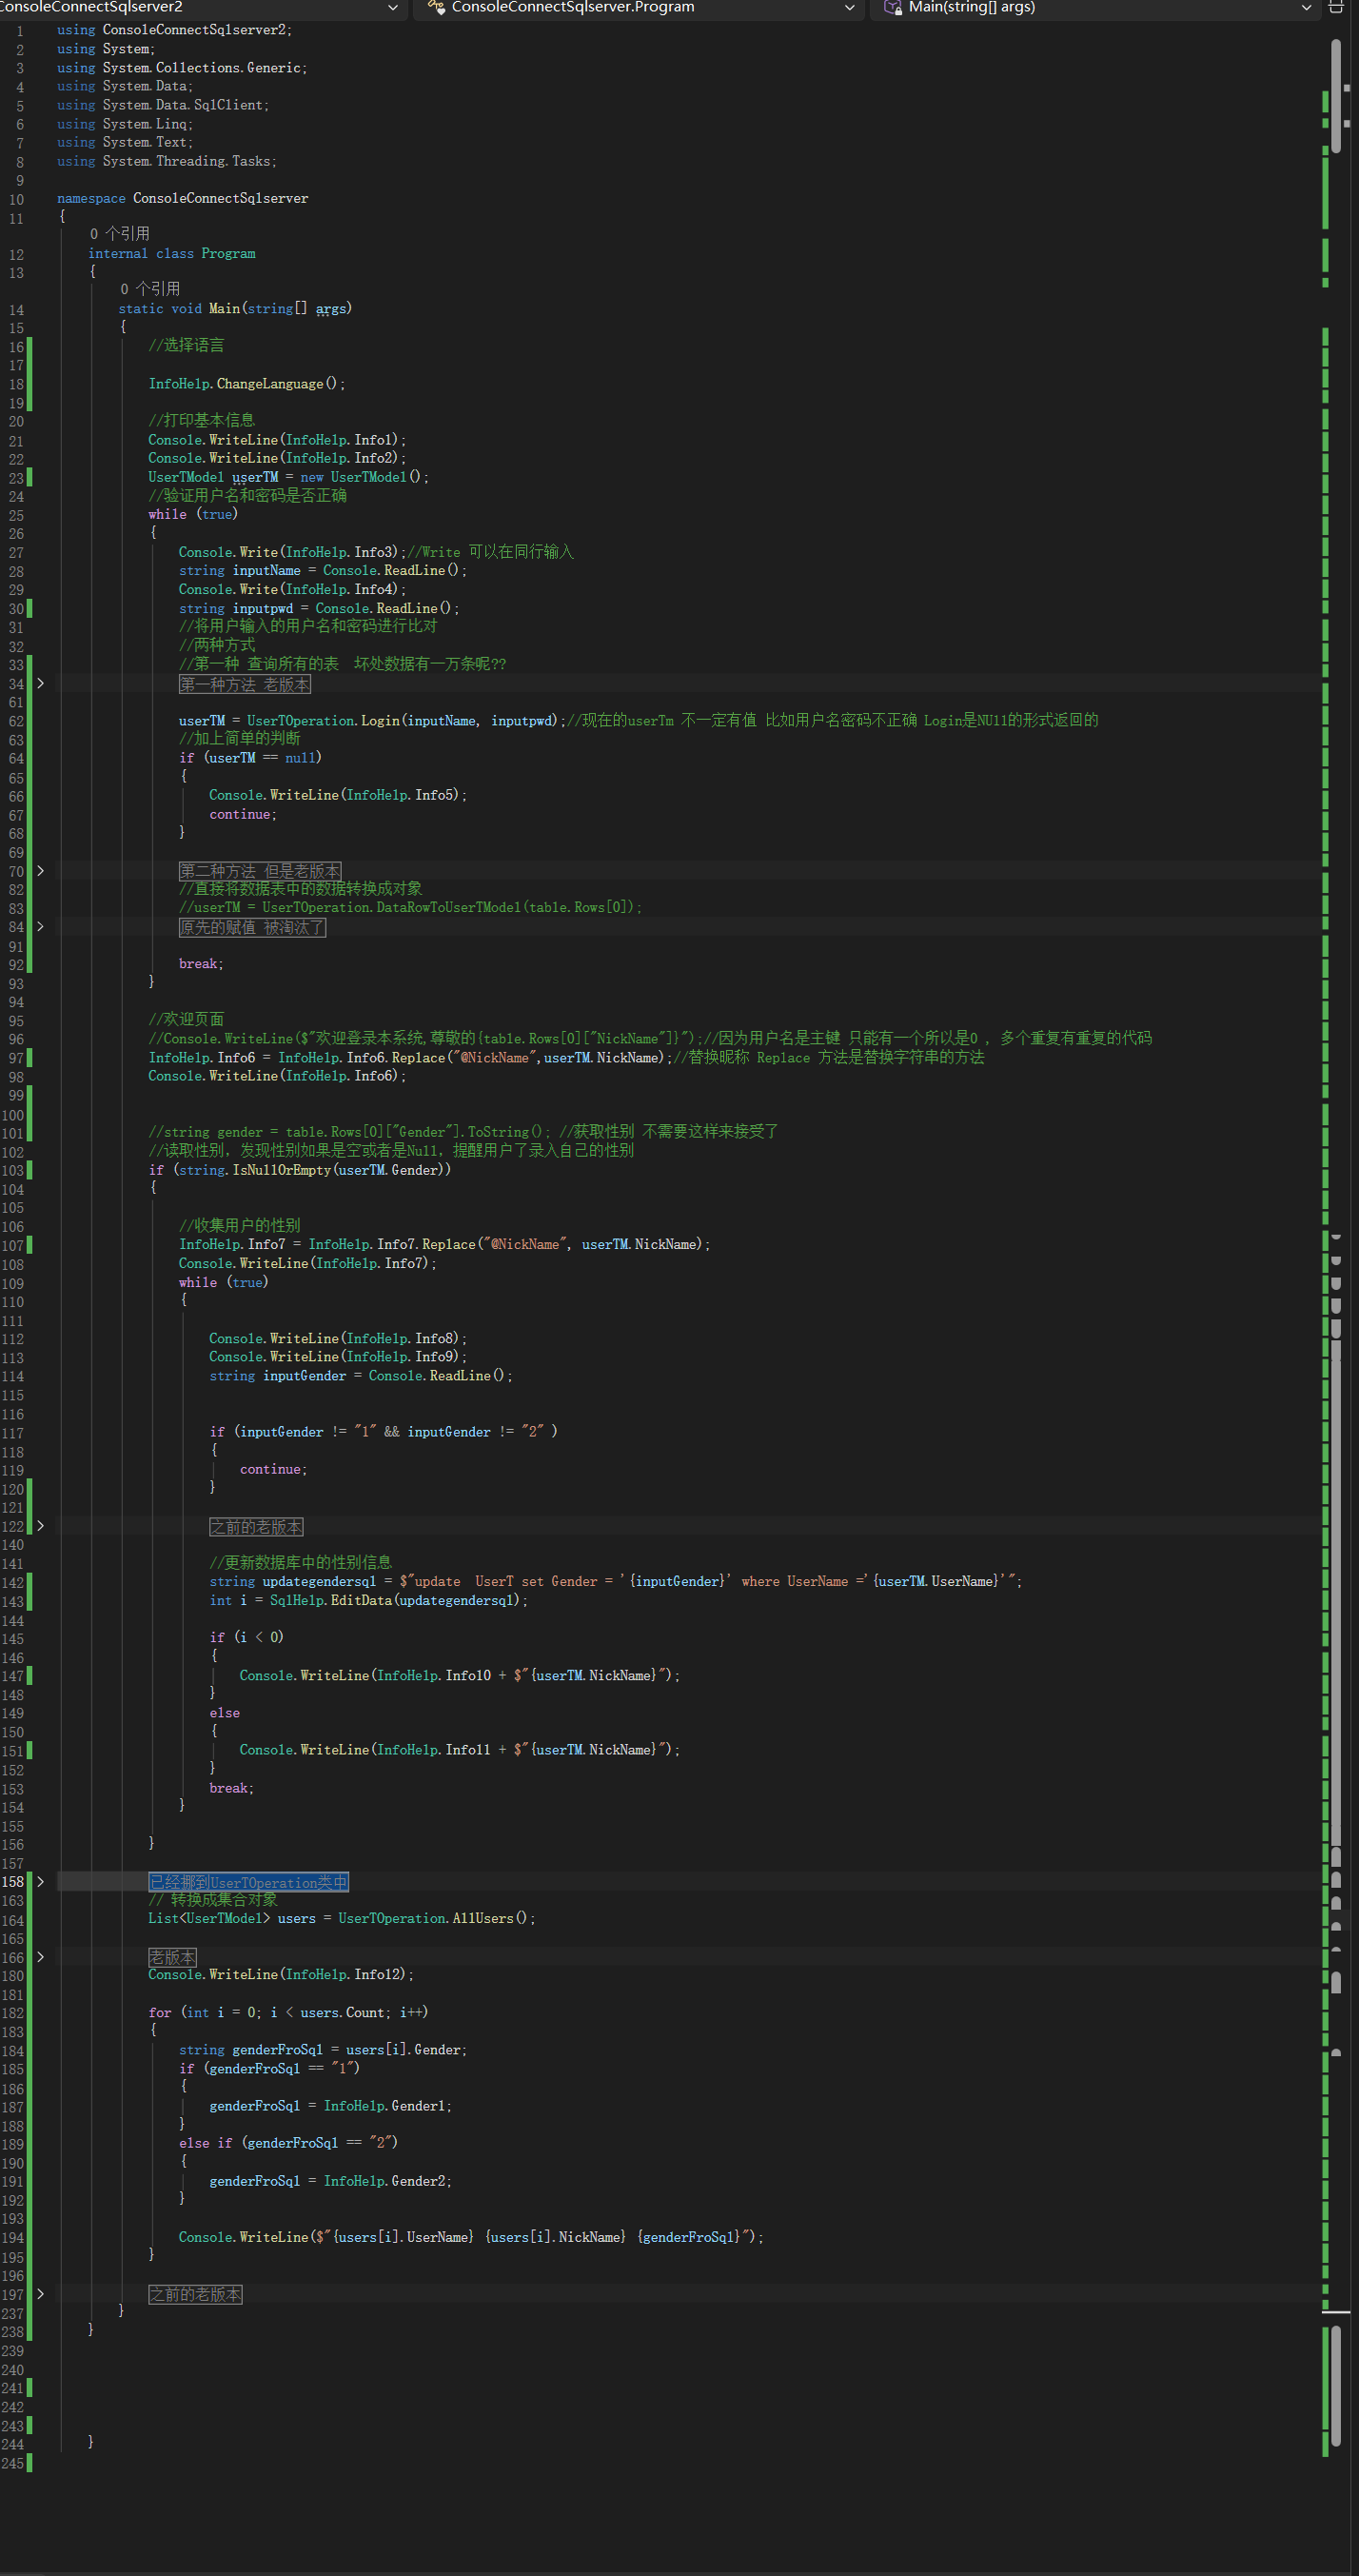 ConsoleConnectSqlserver2 ConsoleConnectSqlserver.Program Main(string[] args)
1 using ConsoleConnectSqlserver2;
2 using System;
3 using System.Collections.Generic;
4 using System.Data;
5 using System.Data.SqlClient;
6 using System.Linq;
7 using System.Text;
8 using System.Threading.Tasks;
9
10 namespace ConsoleConnectSqlserver
11 {
0 个引用
12 internal class Program
13 {
0 个引用
14 static void Main(string[] args)
15 {
16 //选择语言
17
18 InfoHelp.ChangeLanguage();
19
20 //打印基本信息
21 Console.WriteLine(InfoHelp.Info1);
22 Console.WriteLine(InfoHelp.Info2);
23 UserTModel userTM = new UserTModel();
24 //验证用户名和密码是否正确
25 while (true)
26 {
27 Console.Write(InfoHelp.Info3);//Write 可以在同行输入
28 string inputName = Console.ReadLine();
29 Console.Write(InfoHelp.Info4);
30 string inputpwd = Console.ReadLine();
31 //将用户输入的用户名和密码进行比对
32 //两种方式
33 //第一种 查询所有的表  坏处数据有一万条呢??
34 第一种方法 老版本
61
62 userTM = UserTOperation.Login(inputName, inputpwd);//现在的userTm 不一定有值 比如用户名密码不正确 Login是NUll的形式返回的
63 //加上简单的判断
64 if (userTM == null)
65 {
66 Console.WriteLine(InfoHelp.Info5);
67 continue;
68 }
69
70 第二种方法 但是老版本
82 //直接将数据表中的数据转换成对象
83 //userTM = UserTOperation.DataRowToUserTModel(table.Rows[0]);
84 原先的赋值 被淘汰了
91
92 break;
93 }
94
95 //欢迎页面
96 //Console.WriteLine($"欢迎登录本系统,尊敬的{table.Rows[0]["NickName"]}");//因为用户名是主键 只能有一个所以是0 , 多个重复有重复的代码
97 InfoHelp.Info6 = InfoHelp.Info6.Replace("@NickName",userTM.NickName);//替换昵称 Replace 方法是替换字符串的方法
98 Console.WriteLine(InfoHelp.Info6);
99
100
101 //string gender = table.Rows[0]["Gender"].ToString(); //获取性别 不需要这样来接受了
102 //读取性别，发现性别如果是空或者是Null，提醒用户了录入自己的性别
103 if (string.IsNullOrEmpty(userTM.Gender))
104 {
105
106 //收集用户的性别
107 InfoHelp.Info7 = InfoHelp.Info7.Replace("@NickName", userTM.NickName);
108 Console.WriteLine(InfoHelp.Info7);
109 while (true)
110 {
111
112 Console.WriteLine(InfoHelp.Info8);
113 Console.WriteLine(InfoHelp.Info9);
114 string inputGender = Console.ReadLine();
115
116
117 if (inputGender != "1" && inputGender != "2" )
118 {
119 continue;
120 }
121
122 之前的老版本
140
141 //更新数据库中的性别信息
142 string updategendersql = $"update  UserT set Gender = '{inputGender}' where UserName ='{userTM.UserName}'";
143 int i = SqlHelp.EditData(updategendersql);
144
145 if (i < 0)
146 {
147 Console.WriteLine(InfoHelp.Info10 + $"{userTM.NickName}");
148 }
149 else
150 {
151 Console.WriteLine(InfoHelp.Info11 + $"{userTM.NickName}");
152 }
153 break;
154 }
155
156 }
157
158 已经挪到UserTOperation类中
163 // 转换成集合对象
164 List<UserTModel> users = UserTOperation.AllUsers();
165
166 老版本
180 Console.WriteLine(InfoHelp.Info12);
181
182 for (int i = 0; i < users.Count; i++)
183 {
184 string genderFroSql = users[i].Gender;
185 if (genderFroSql == "1")
186 {
187 genderFroSql = InfoHelp.Gender1;
188 }
189 else if (genderFroSql == "2")
190 {
191 genderFroSql = InfoHelp.Gender2;
192 }
193
194 Console.WriteLine($"{users[i].UserName} {users[i].NickName} {genderFroSql}");
195 }
196
197 之前的老版本
237 }
238 }
239
240
241
242
243
244 }
245